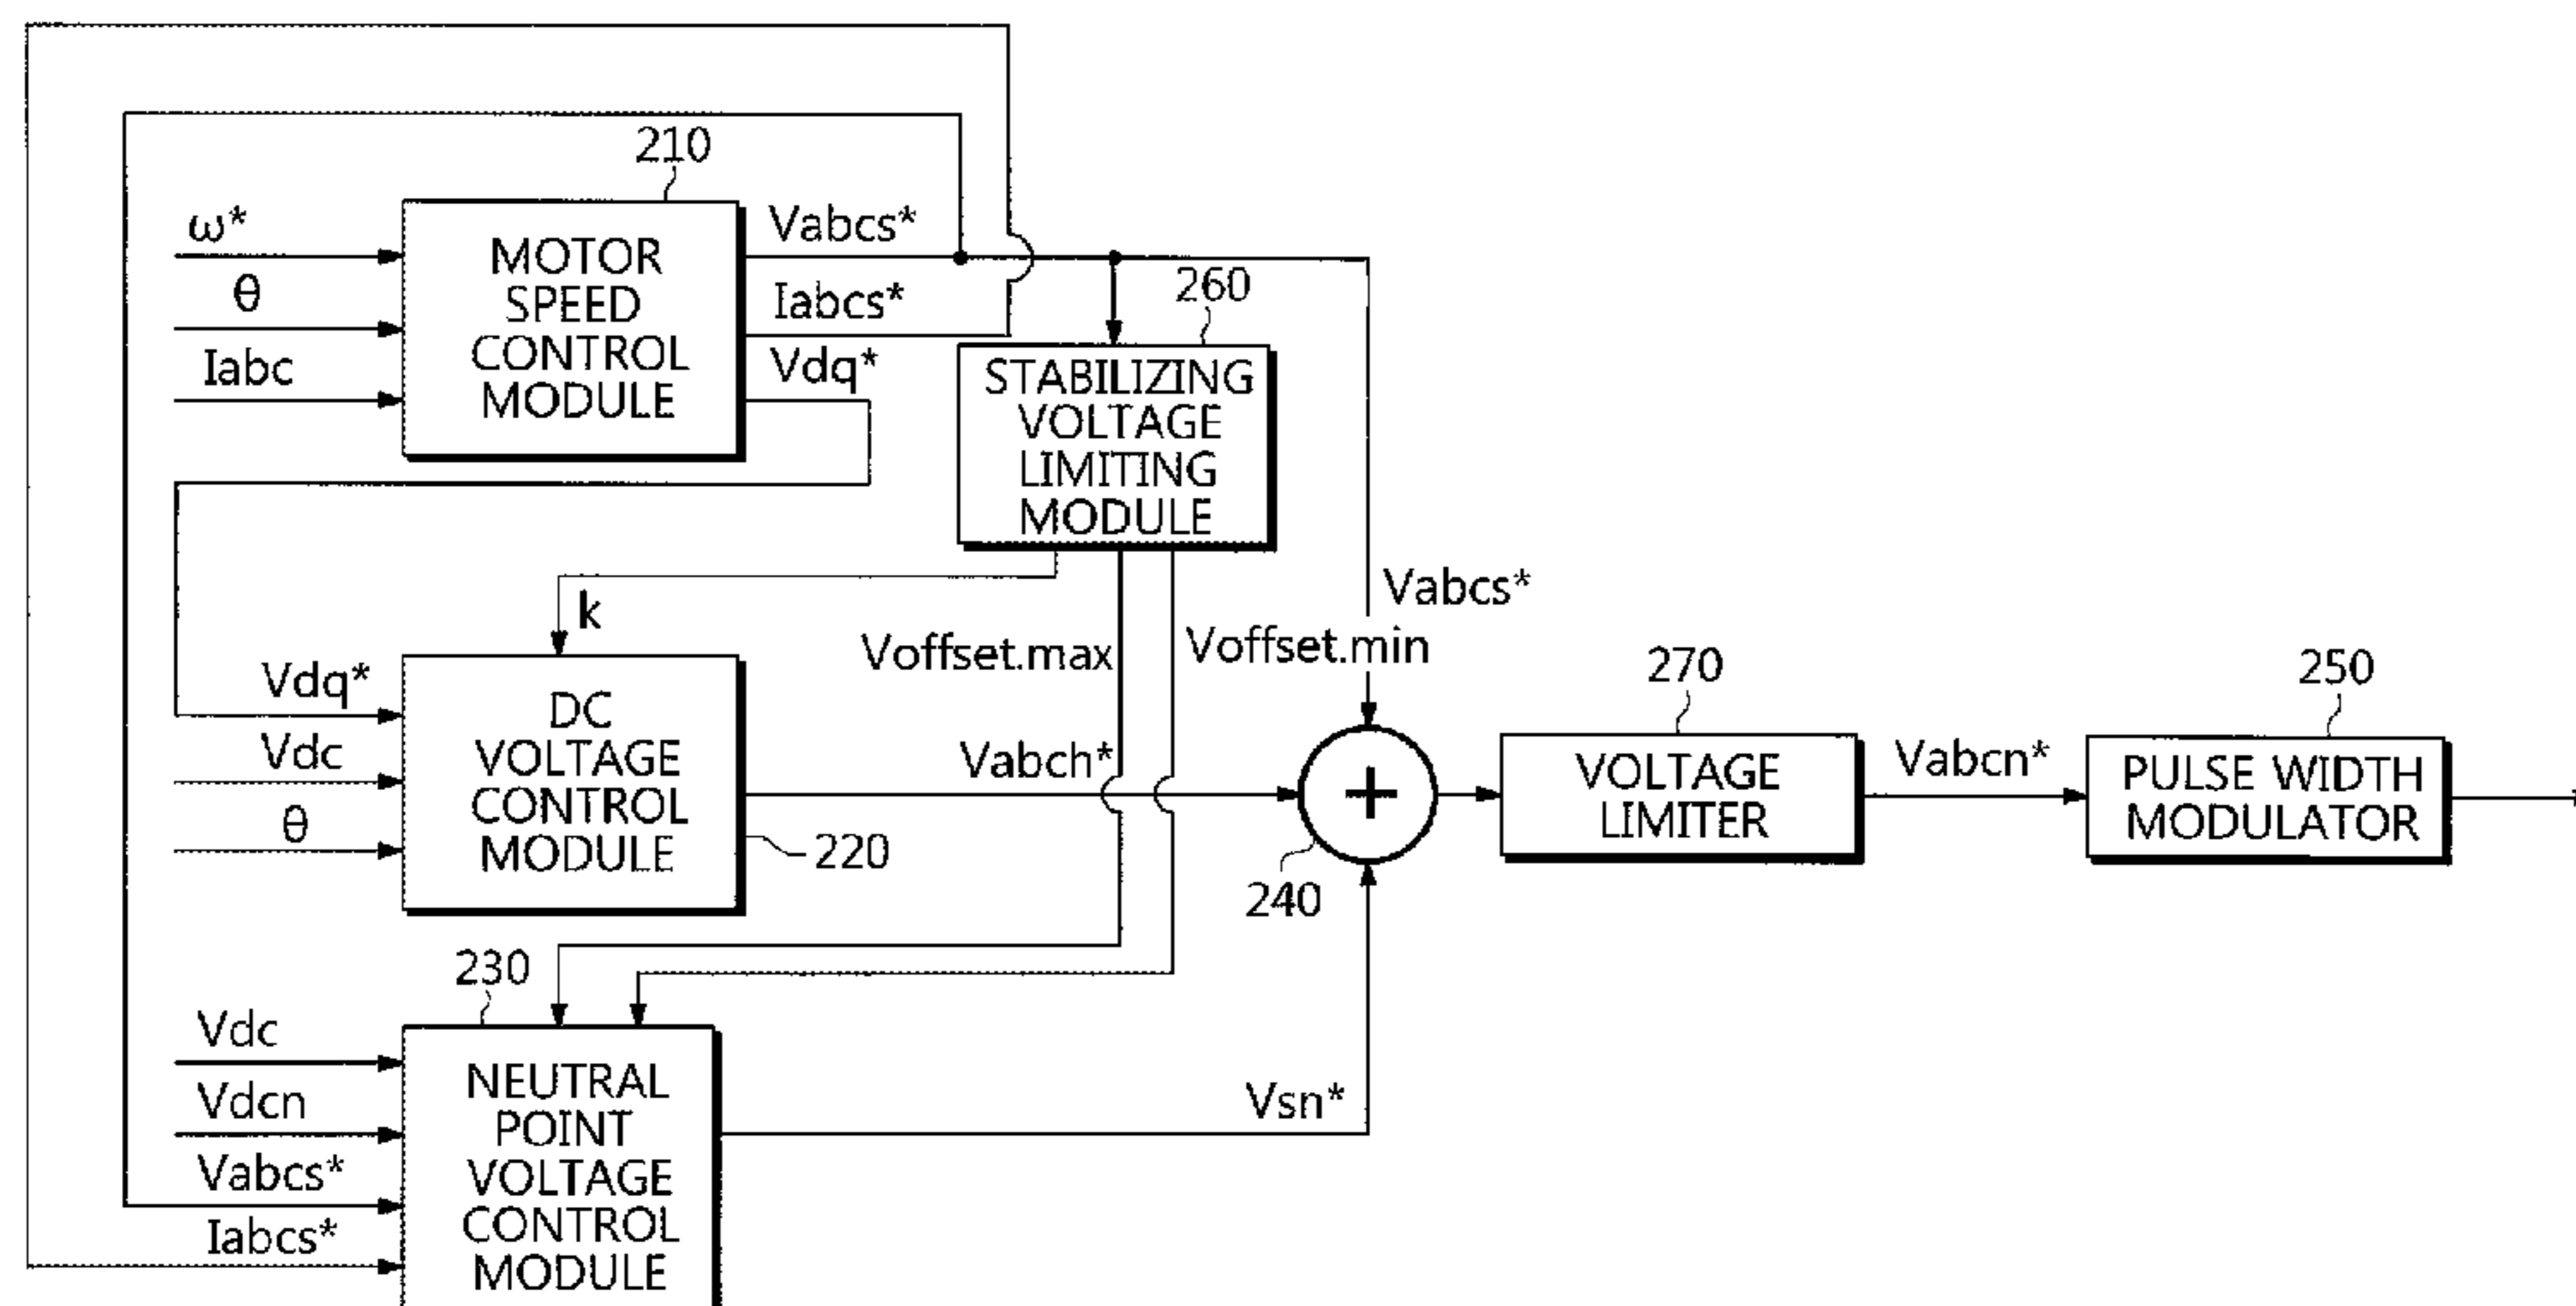 210
ω*
θ
Iabc
MOTOR
SPEED
CONTROL
MODULE
Vabcs*
Iabcs*
Vdq*
260
STABILIZING
VOLTAGE
LIMITING
MODULE
k
Voffset.max
Voffset.min
Vabcs*
Vdq*
Vdc
θ
DC
VOLTAGE
CONTROL
MODULE
220
Vabch*
+
240
270
VOLTAGE
LIMITER
Vabcn*
250
PULSE WIDTH
MODULATOR
230
Vdc
Vdcn
Vabcs*
Iabcs*
NEUTRAL
POINT
VOLTAGE
CONTROL
MODULE
Vsn*